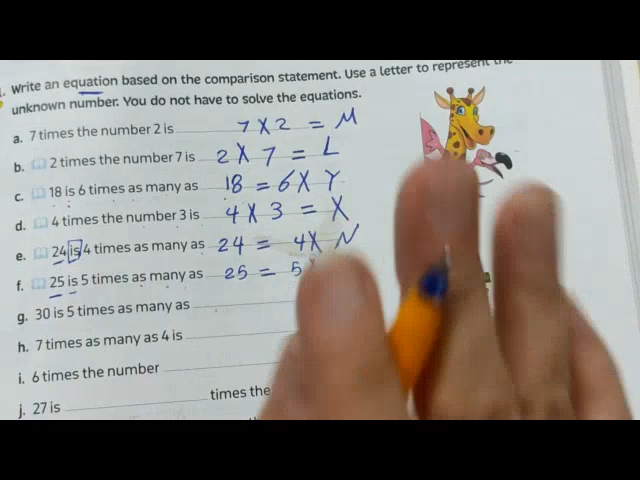 Write an equation based on the comparison statement. Use a letter to represent the
unknown number. You do not have to solve the equations.
a. 7 times the number 2 is 7 X 2 = M
b. 2 times the number 7 is 2 X 7 = L
c. 18 is 6 times as many as 18 = 6 X Y
d. 4 times the number 3 is 4 X 3 = X
e. 24 is 4 times as many as 24 = 4X N
f. 25 is 5 times as many as 25 = 5
g. 30 is 5 times as many as
h. 7 times as many as 4 is
i. 6 times the number
j. 27 is times the